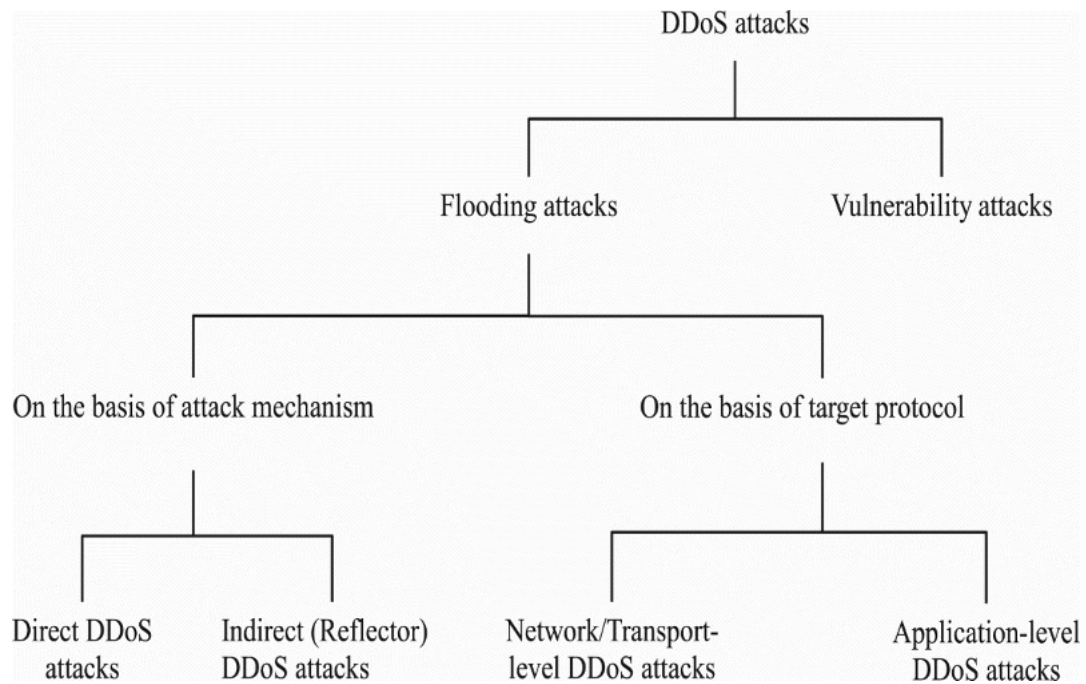 DDoS attacks
Flooding attacks
Vulnerability attacks
On the basis of attack mechanism
On the basis of target protocol
Direct DDoS
attacks
Indirect (Reflector)
DDoS attacks
Network/Transport-
level DDoS attacks
Application-level
DDoS attacks